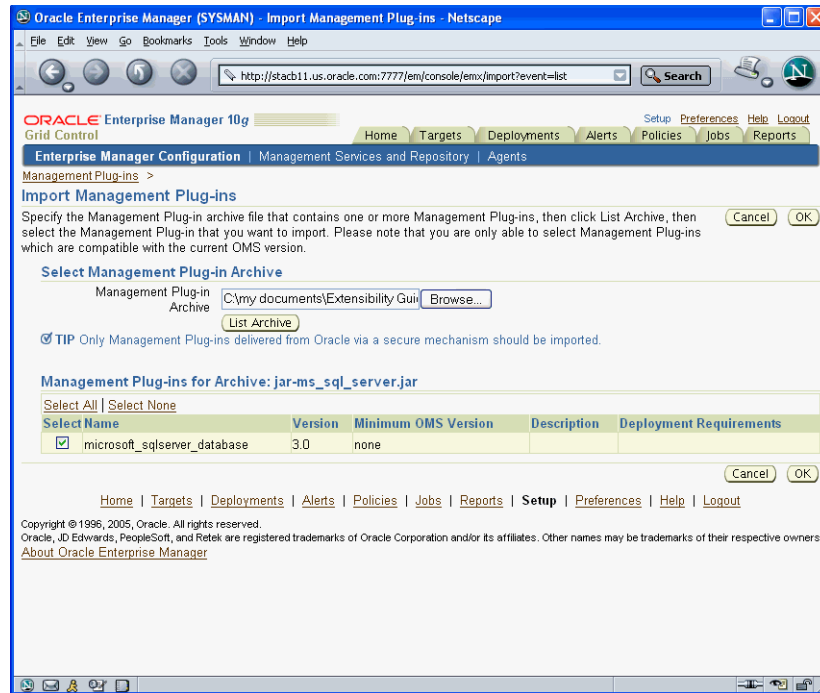 Oracle Enterprise Manager (SYSMAN) - Import Management Plug-ins - Netscape
File Edit View Go Bookmarks Tools Window Help
http://stacb11.us.oracle.com:7777/em/console/emx/import?event=list Search
ORACLE Enterprise Manager 10g
Setup Preferences Help Logout
Grid Control
Home Targets Deployments Alerts Policies Jobs Reports
Enterprise Manager Configuration | Management Services and Repository | Agents
Management Plug-ins >
Import Management Plug-ins
Specify the Management Plug-in archive file that contains one or more Management Plug-ins, then click List Archive, then
select the Management Plug-in that you want to import. Please note that you are only able to select Management Plug-ins
which are compatible with the current OMS version.
Cancel OK
Select Management Plug-in Archive
Management Plug-in
Archive
C:\my documents\Extensibility Gui Browse...
List Archive
TIP Only Management Plug-ins delivered from Oracle via a secure mechanism should be imported.
Management Plug-ins for Archive: jar-ms_sql_server.jar
Select All | Select None
Select Name Version Minimum OMS Version Description Deployment Requirements
microsoft_sqlserver_database 3.0 none
Cancel OK
Home | Targets | Deployments | Alerts | Policies | Jobs | Reports | Setup | Preferences | Help | Logout
Copyright © 1996, 2005, Oracle. All rights reserved.
Oracle, JD Edwards, PeopleSoft, and Retek are registered trademarks of Oracle Corporation and/or its affiliates. Other names may be trademarks of their respective owners
About Oracle Enterprise Manager